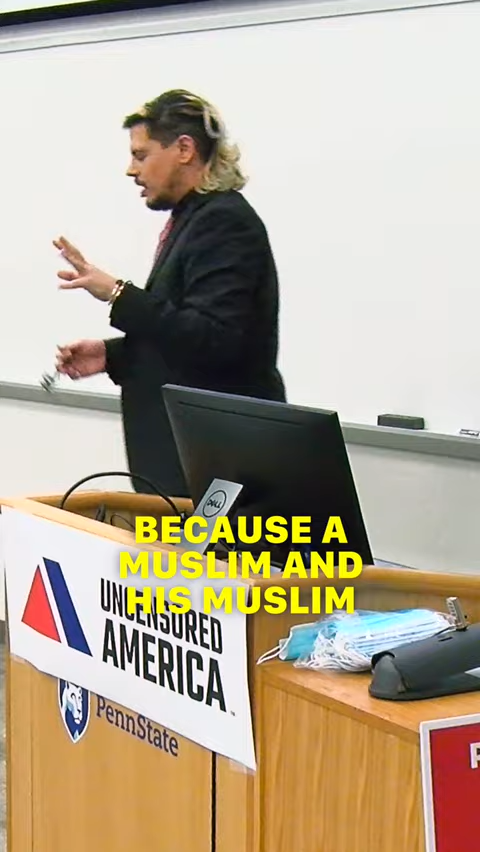 DELL
BECAUSE A
MUSLIM AND
HIS MUSLIM
UNCENSORED
AMERICA
PennState